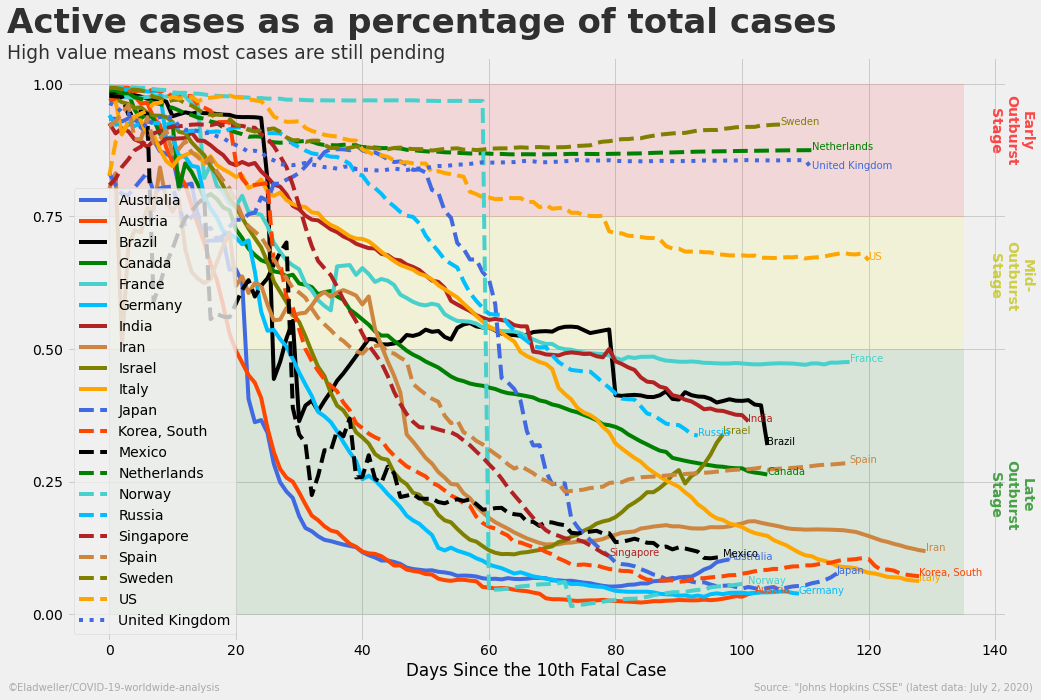 Active cases as a percentage of total cases
High value means most cases are still pending
1.00
0.75
0.50
0.25
0.00
Australia
Austria
Brazil
Canada
France
Germany
India
Iran
Israel
Italy
Japan
Korea, South
Mexico
Netherlands
Norway
Russia
Singapore
Spain
Sweden
US
United Kingdom
Sweden
Netherlands
United Kingdom
US
France
India
Israel
Russia
Brazil
Spain
Canada
Iran
Singapore
Mexico
Australia
Japan
Korea, South
Italy
Norway
Austria
Germany
Early
Outburst
Stage
Mid-
Outburst
Stage
Late
Outburst
Stage
0 20 40 60 80 100 120 140
Days Since the 10th Fatal Case
©Eladweller/COVID-19-worldwide-analysis
Source: "Johns Hopkins CSSE" (latest data: July 2, 2020)